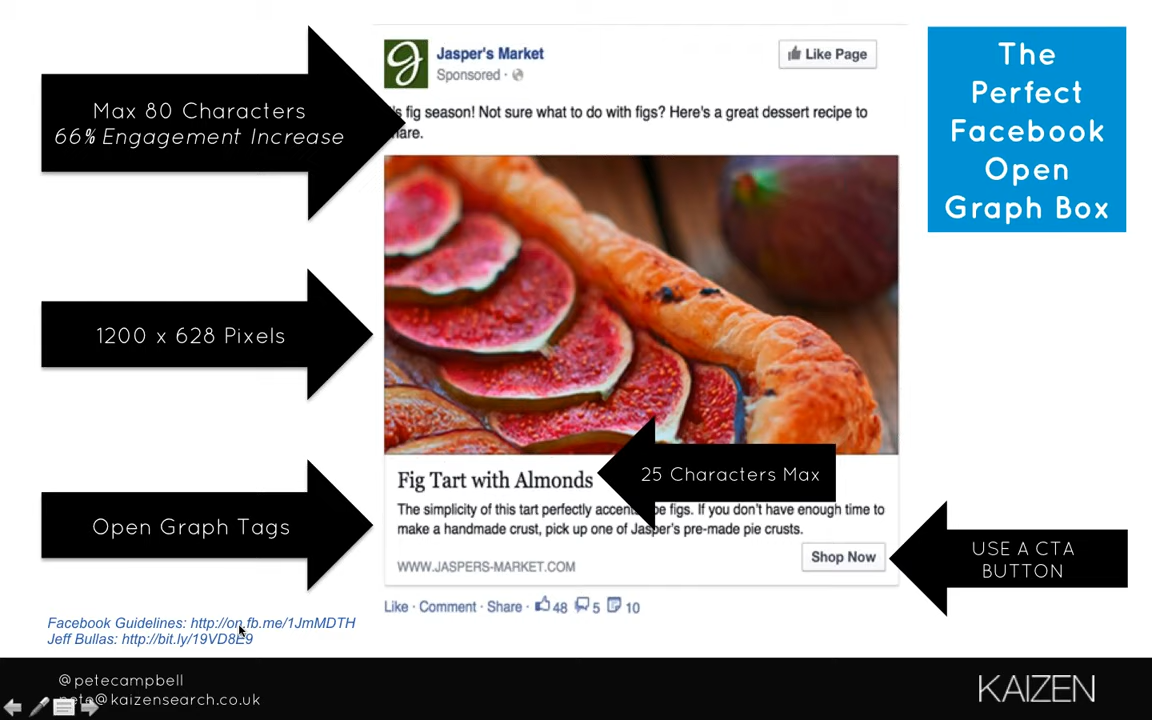 Jasper's Market
Sponsored ·
Like Page
fig season! Not sure what to do with figs? Here's a great dessert recipe to
Max 80 Characters
66% Engagement Increase
The
Perfect
Facebook
Open
Graph Box
1200 x 628 Pixels
Fig Tart with Almonds
25 Characters Max
The simplicity of this tart perfectly figs. If you don't have enough time to
make a handmade crust, pick up one of Jasper's pre-made pie crusts.
Open Graph Tags
WWW.JASPERS-MARKET.COM
Shop Now
USE A CTA
BUTTON
Like · Comment · Share · 48 5 10
Facebook Guidelines: http://on.fb.me/1JmMDTH
Jeff Bullas: http://bit.ly/19VD8E9
@petecampbell
pete@kaizensearch.co.uk
KAIZEN